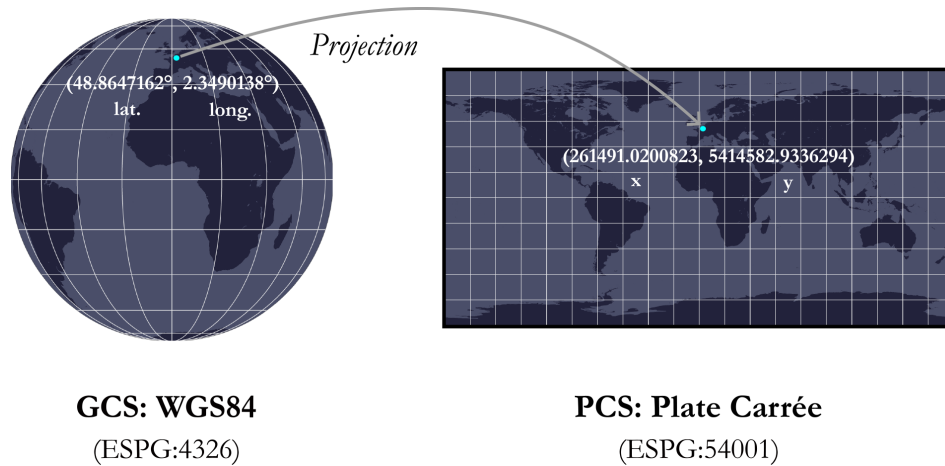 Projection
(48.8647162°, 2.3490138°)
lat. long.
(261491.0200823, 5414582.9336294)
x y
GCS: WGS84
(ESPG:4326)
PCS: Plate Carrée
(ESPG:54001)